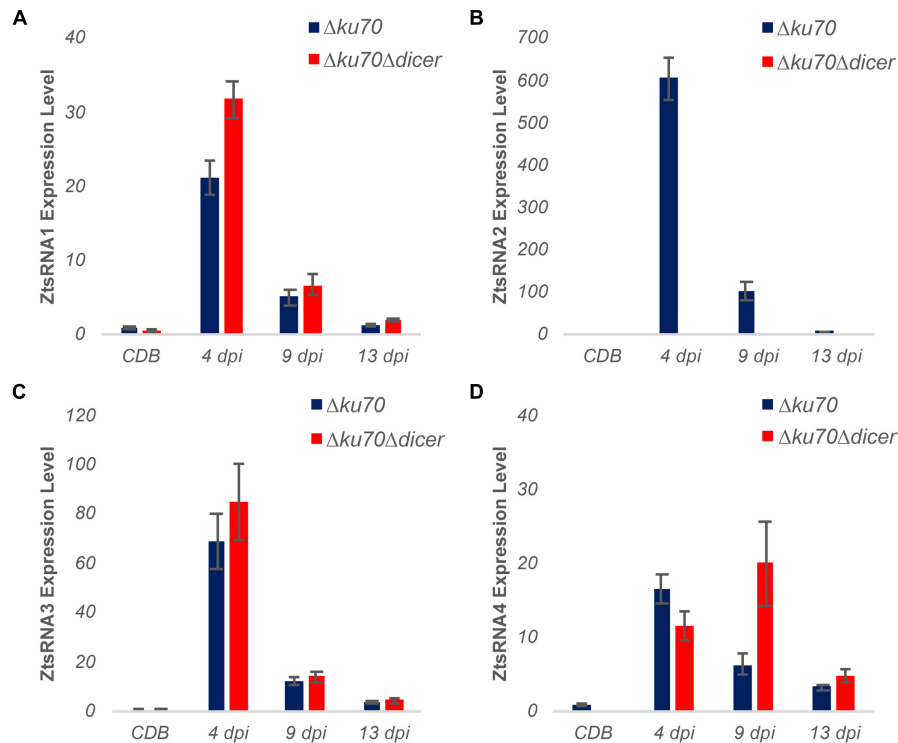 A
ZtsRNA1 Expression Level
40
30
20
10
0
Δku70
Δku70Δdicer
CDB 4 dpi 9 dpi 13 dpi
B
ZtsRNA2 Expression Level
700
600
500
400
300
200
100
0
Δku70
Δku70Δdicer
CDB 4 dpi 9 dpi 13 dpi
C
ZtsRNA3 Expression Level
120
100
80
60
40
20
0
Δku70
Δku70Δdicer
CDB 4 dpi 9 dpi 13 dpi
D
ZtsRNA4 Expression Level
40
30
20
10
0
Δku70
Δku70Δdicer
CDB 4 dpi 9 dpi 13 dpi